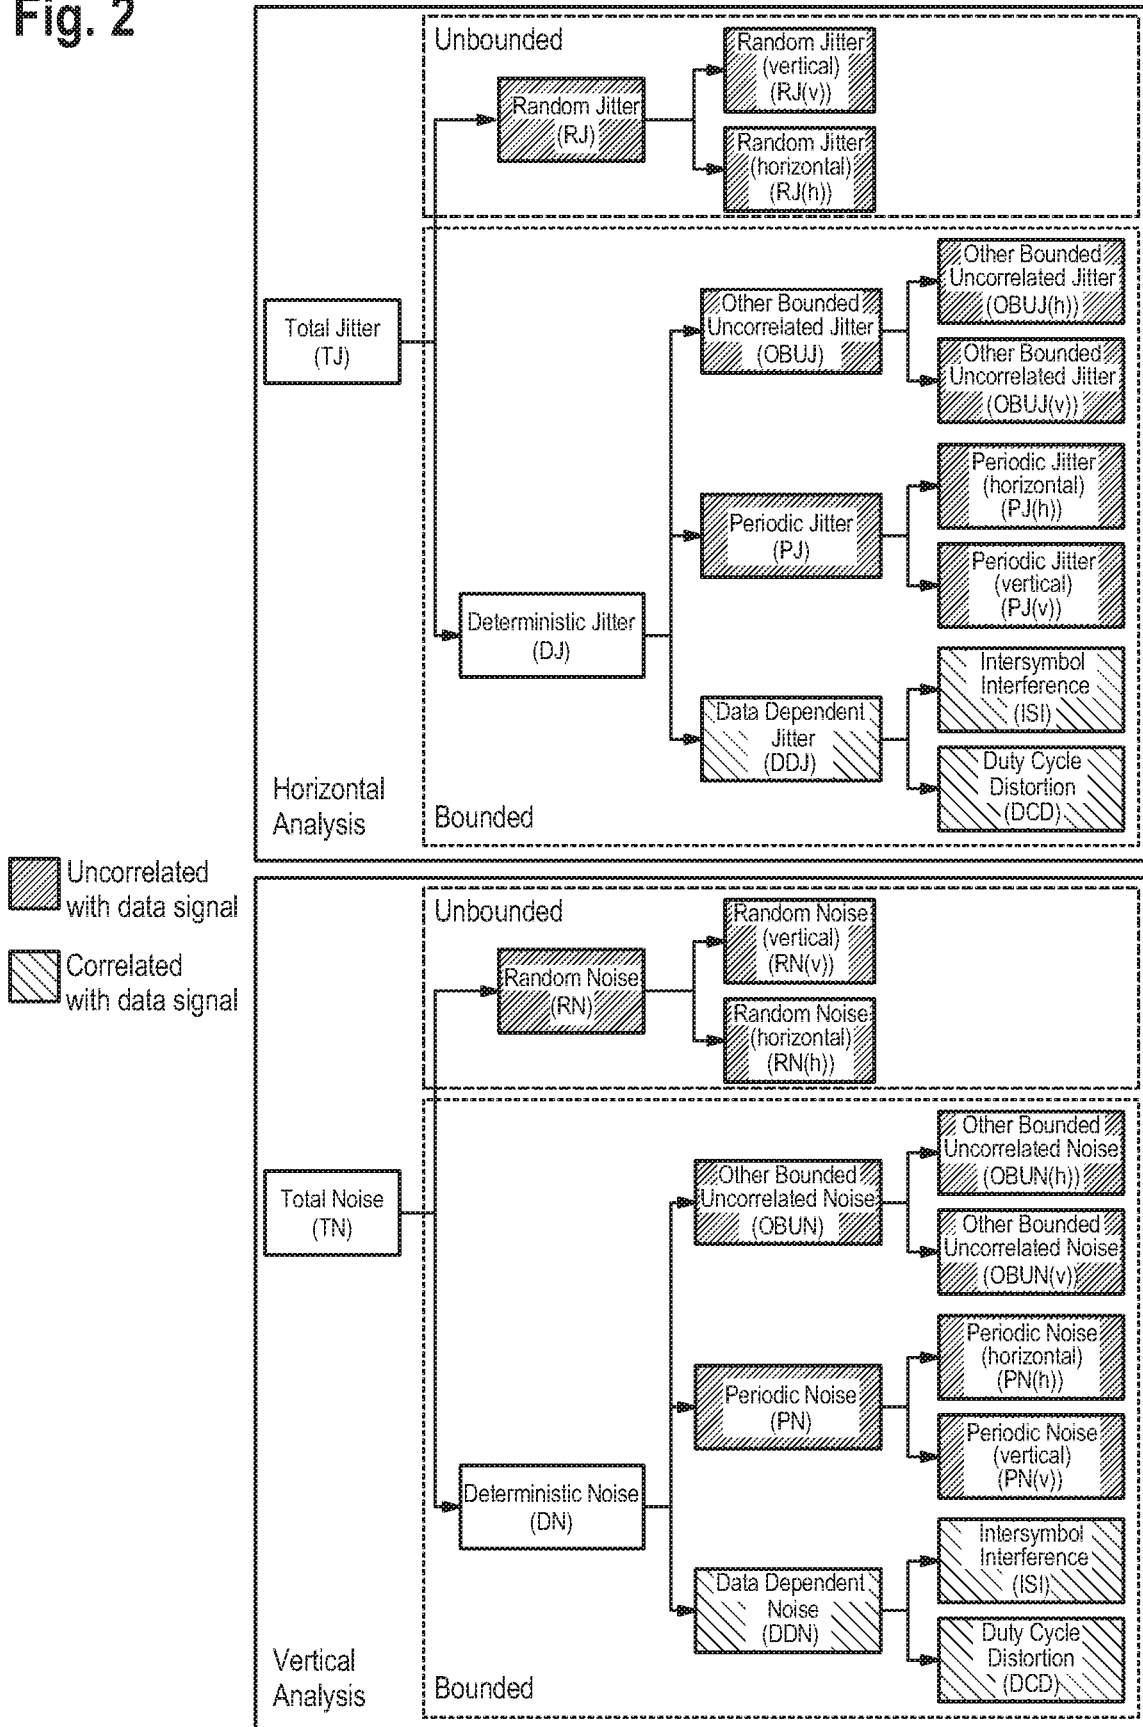 Fig. 2
Unbounded
Random Jitter
(vertical)
(RJ(v))
Random Jitter
(RJ)
Random Jitter
(horizontal)
(RJ(h))
Other Bounded
Uncorrelated Jitter
(OBUJ(h))
Other Bounded
Uncorrelated Jitter
(OBUJ)
Total Jitter
(TJ)
Other Bounded
Uncorrelated Jitter
(OBUJ(v))
Periodic Jitter
(horizontal)
(PJ(h))
Periodic Jitter
(PJ)
Periodic Jitter
(vertical)
(PJ(v))
Deterministic Jitter
(DJ)
Intersymbol
Interference
(ISI)
Data Dependent
Jitter
(DDJ)
Duty Cycle
Distortion
(DCD)
Horizontal
Analysis
Bounded
Uncorrelated
with data signal
Correlated
with data signal
Unbounded
Random Noise
(vertical)
(RN(v))
Random Noise
(RN)
Random Noise
(horizontal)
(RN(h))
Other Bounded
Uncorrelated Noise
(OBUN(h))
Other Bounded
Uncorrelated Noise
(OBUN)
Total Noise
(TN)
Other Bounded
Uncorrelated Noise
(OBUN(v))
Periodic Noise
(horizontal)
(PN(h))
Periodic Noise
(PN)
Periodic Noise
(vertical)
(PN(v))
Deterministic Noise
(DN)
Intersymbol
Interference
(ISI)
Data Dependent
Noise
(DDN)
Duty Cycle
Distortion
(DCD)
Vertical
Analysis
Bounded